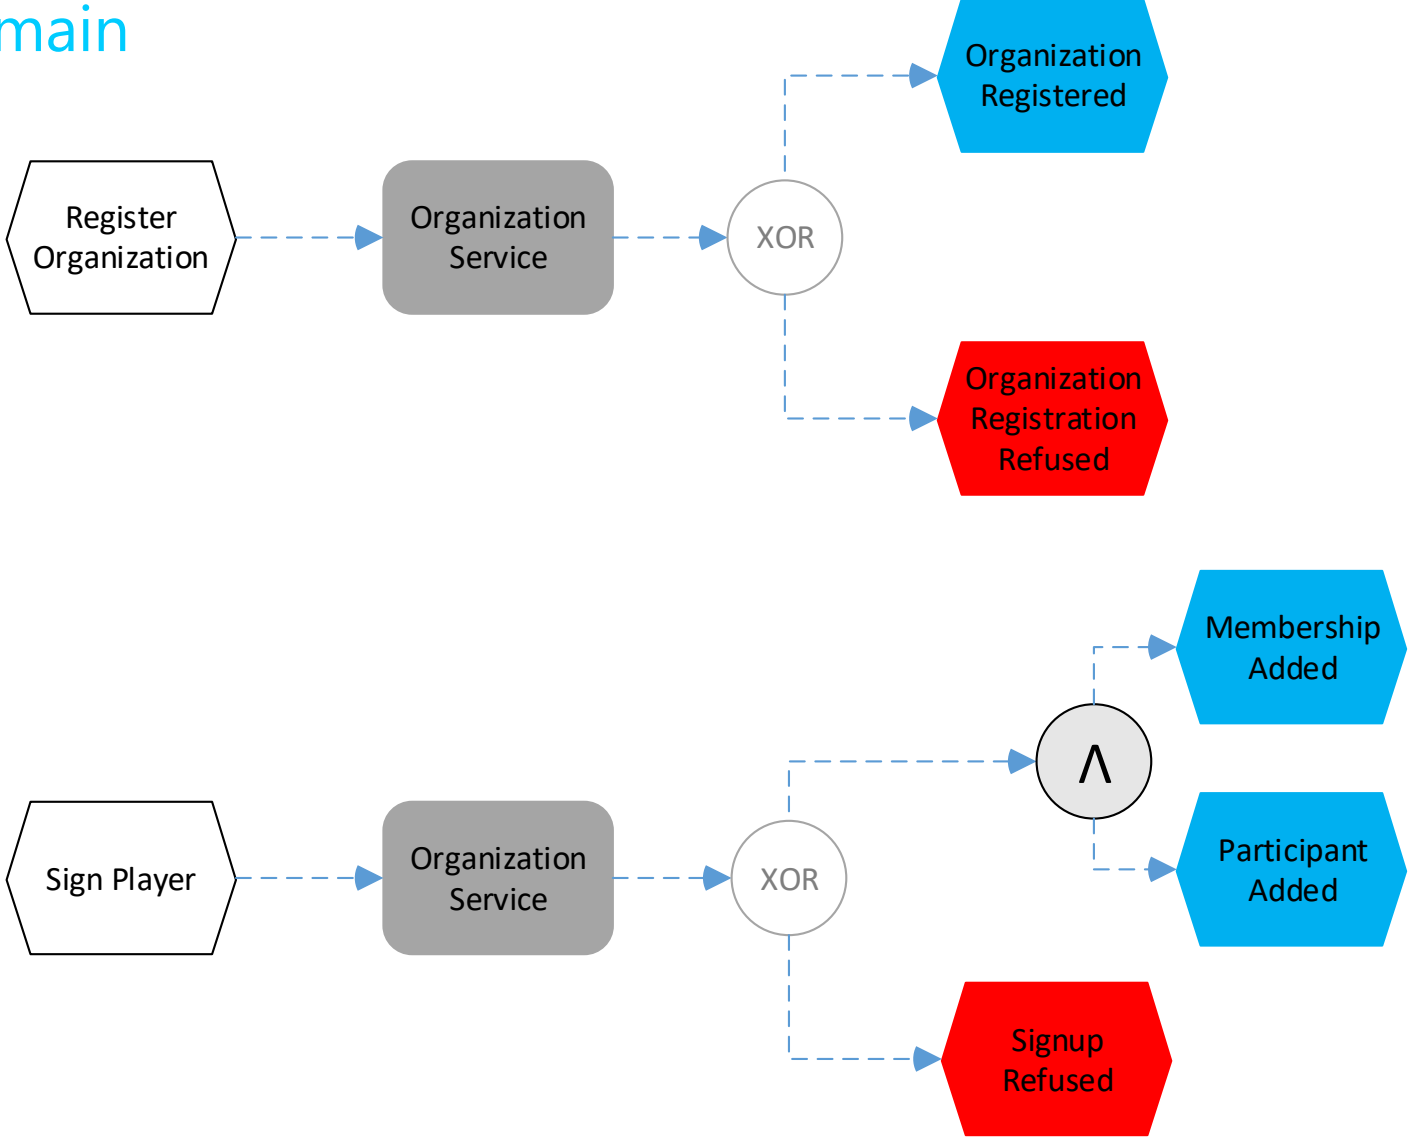 main
Organization
Registered
Register
Organization
Organization
Service
XOR
Organization
Registration
Refused
Membership
Added
Λ
Sign Player
Organization
Service
XOR
Participant
Added
Signup
Refused